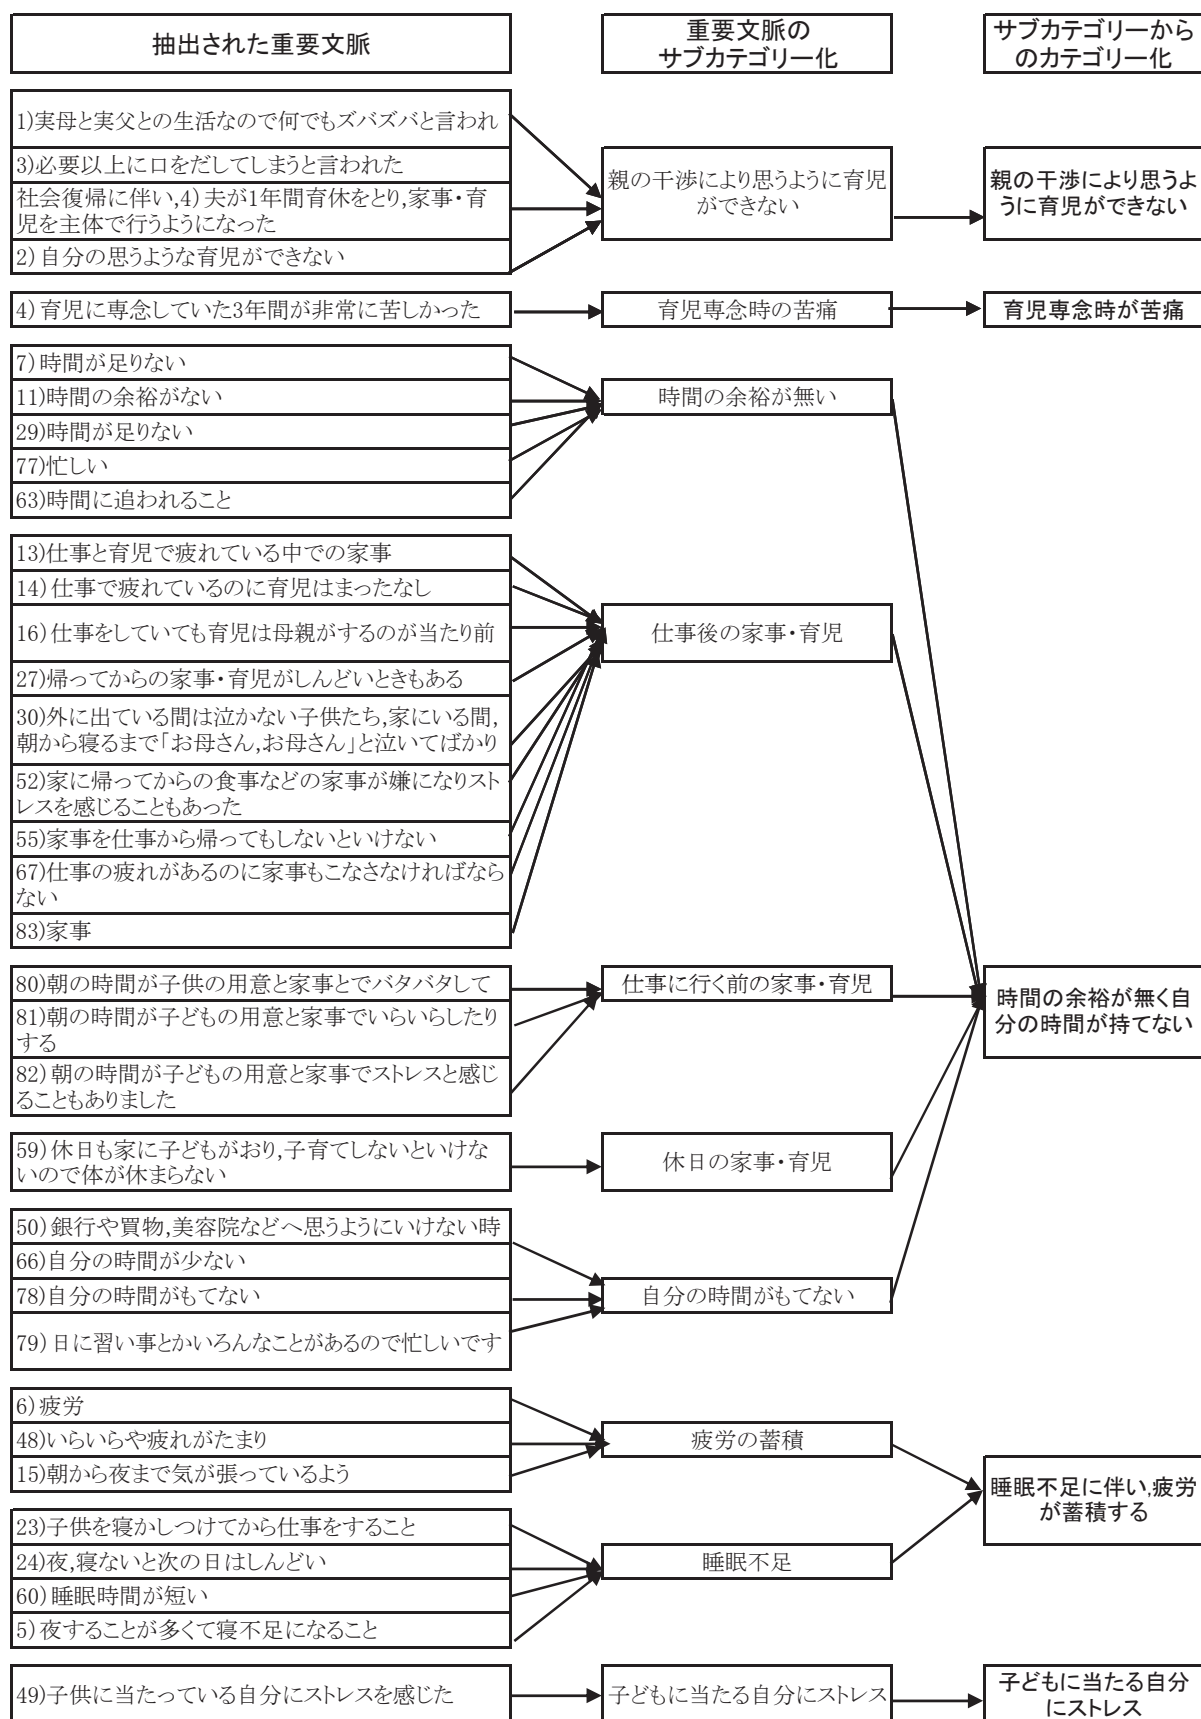 抽出された重要文脈
重要文脈の
サブカテゴリー化
サブカテゴリーから
のカテゴリー化
1)実母と実父との生活なので何でもズバズバと言われ
3)必要以上に口をだしてしまうと言われた
社会復帰に伴い,4) 夫が1年間育休をとり,家事・育
児を主体で行うようになった
2) 自分の思うような育児ができない
親の干渉により思うように育児
ができない
親の干渉により思うよ
うに育児ができない
4) 育児に専念していた3年間が非常に苦しかった
育児専念時の苦痛
育児専念時が苦痛
7) 時間が足りない
11)時間の余裕がない
29)時間が足りない
77)忙しい
63)時間に追われること
時間の余裕が無い
13)仕事と育児で疲れている中での家事
14) 仕事で疲れているのに育児はまったなし
16) 仕事をしていても育児は母親がするのが当たり前
27)帰ってからの家事・育児がしんどいときもある
30)外に出ている間は泣かない子供たち,家にいる間,
朝から寝るまで「お母さん,お母さん」と泣いてばかり
52)家に帰ってからの食事などの家事が嫌になりスト
レスを感じることもあった
55)家事を仕事から帰ってもしないといけない
67)仕事の疲れがあるのに家事もこなさなければなら
ない
83)家事
仕事後の家事・育児
80)朝の時間が子供の用意と家事とでバタバタして
81)朝の時間が子どもの用意と家事でいらいらしたり
する
82) 朝の時間が子どもの用意と家事でストレスと感じ
ることもありました
仕事に行く前の家事・育児
時間の余裕が無く自
分の時間が持てない
59) 休日も家に子どもがおり,子育てしないといけな
いので体が休まらない
休日の家事・育児
50) 銀行や買物,美容院などへ思うようにいけない時
66)自分の時間が少ない
78)自分の時間がもてない
79) 日に習い事とかいろんなことがあるので忙しいです
自分の時間がもてない
6) 疲労
48)いらいらや疲れがたまり
15)朝から夜まで気が張っているよう
疲労の蓄積
睡眠不足に伴い,疲労
が蓄積する
23)子供を寝かしつけてから仕事をすること
24)夜,寝ないと次の日はしんどい
60) 睡眠時間が短い
5) 夜することが多くて寝不足になること
睡眠不足
49)子供に当たっている自分にストレスを感じた
子どもに当たる自分にストレス
子どもに当たる自分
にストレス